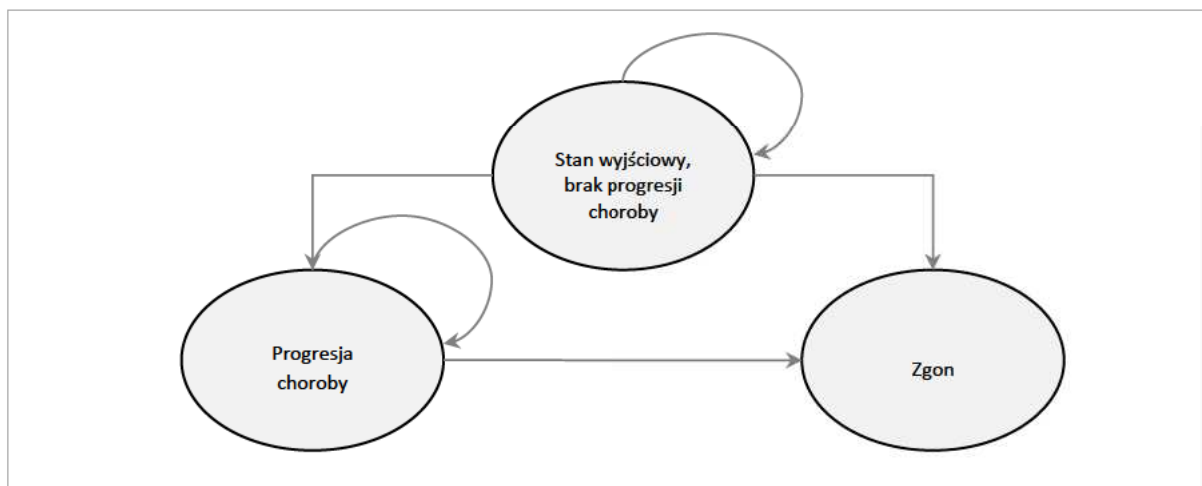 Stan wyjściowy,
brak progresji
choroby
Progresja
choroby
Zgon